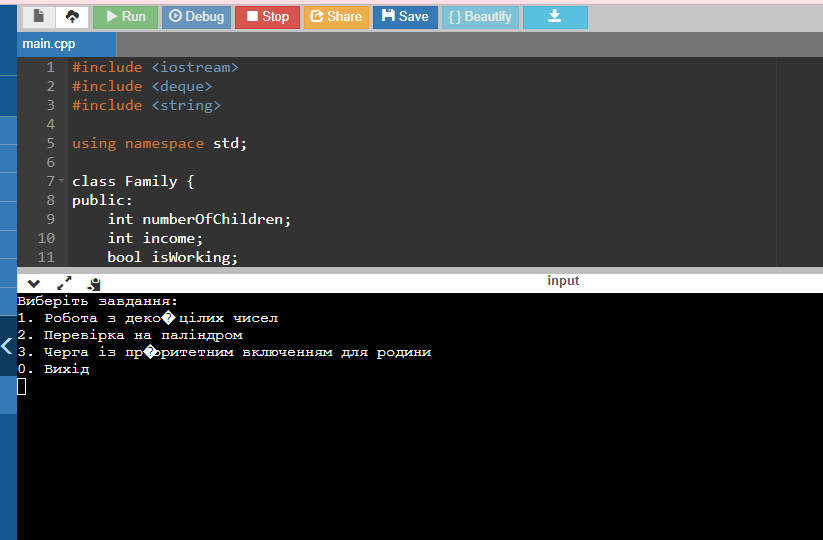 Run Debug Stop Share Save { } Beautify
main.cpp
1 #include <iostream>
2 #include <deque>
3 #include <string>
4
5 using namespace std;
6
7 class Family {
8 public:
9 int numberOfChildren;
10 int income;
11 bool isWorking;
input
Виберіть завдання:
1. Робота з деко� цілих чисел
2. Перевірка на паліндром
3. Черга із пр�оритетним включенням для родини
0. Вихід